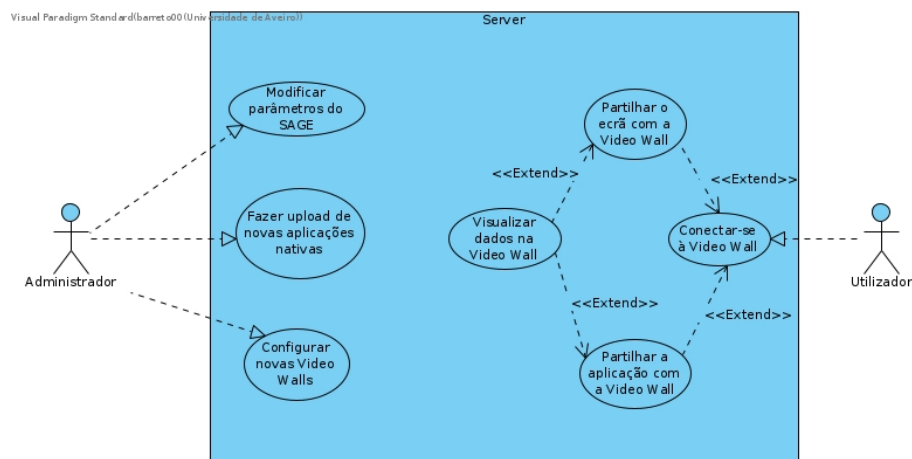 Visual Paradigm Standard(barreto00(Universidade de Aveiro))
Server
Modificar
parâmetros do
SAGE
Partilhar o
ecrã com a
Video Wall
<<Extend>>
<<Extend>>
Fazer upload de
novas aplicações
nativas
Visualizar
dados na
Video Wall
Conectar-se
à Video Wall
Administrador
Utilizador
<<Extend>>
<<Extend>>
Configurar
novas Video
Walls
Partilhar a
aplicação com
a Video Wall